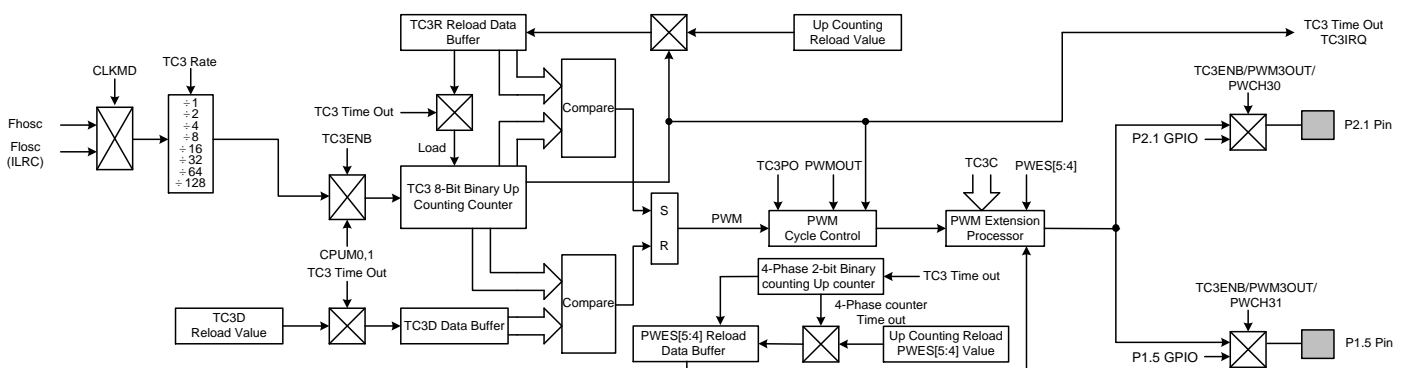 TC3R Reload Data
Buffer
Up Counting
Reload Value
TC3 Time Out
TC3IRQ
CLKMD
TC3 Rate
÷1
÷2
÷4
÷8
÷16
÷32
÷64
÷128
Fhosc
Flosc
(ILRC)
TC3 Time Out
Load
Compare
TC3ENB
TC3 8-Bit Binary Up
Counting Counter
CPUM0,1
TC3 Time Out
TC3D
Reload Value
TC3D Data Buffer
Compare
S
R
PWM
TC3PO
PWMOUT
PWM
Cycle Control
TC3C
PWES[5:4]
PWM Extension
Processor
4-Phase 2-bit Binary
counting Up counter
TC3 Time out
4-Phase counter
Time out
PWES[5:4] Reload
Data Buffer
Up Counting Reload
PWES[5:4] Value
TC3ENB/PWM3OUT/
PWCH30
P2.1 GPIO
P2.1 Pin
TC3ENB/PWM3OUT/
PWCH31
P1.5 GPIO
P1.5 Pin